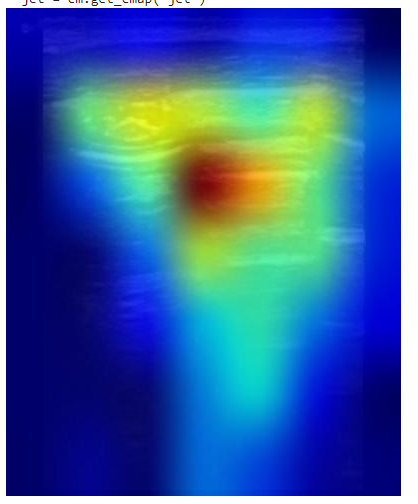 jet = cm.get_cmap("jet")